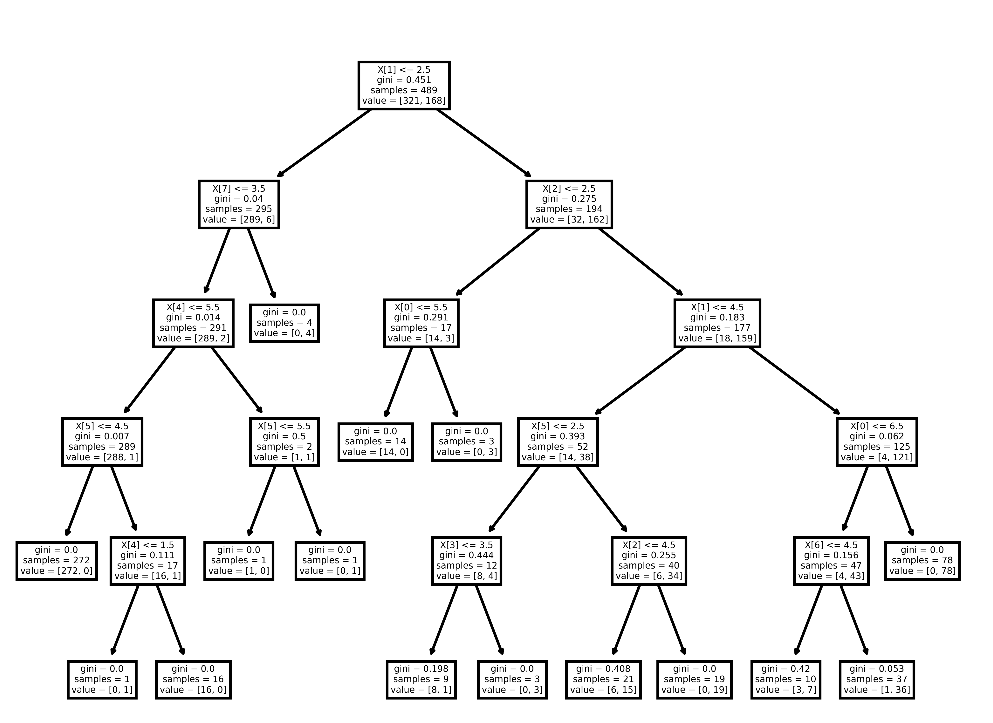 X[1] <= 2.5
gini = 0.451
samples = 489
value = [321, 168]
X[7] <= 3.5
gini = 0.04
samples = 295
value = [289, 6]
X[2] <= 2.5
gini = 0.275
samples = 194
value = [32, 162]
X[4] <= 5.5
gini = 0.014
samples = 291
value = [289, 2]
gini = 0.0
samples = 4
value = [0, 4]
X[0] <= 5.5
gini = 0.291
samples = 17
value = [14, 3]
X[1] <= 4.5
gini = 0.183
samples = 177
value = [18, 159]
X[5] <= 4.5
gini = 0.007
samples = 289
value = [288, 1]
X[5] <= 5.5
gini = 0.5
samples = 2
value = [1, 1]
gini = 0.0
samples = 14
value = [14, 0]
gini = 0.0
samples = 3
value = [0, 3]
X[5] <= 2.5
gini = 0.393
samples = 52
value = [14, 38]
X[0] <= 6.5
gini = 0.062
samples = 125
value = [4, 121]
gini = 0.0
samples = 272
value = [272, 0]
X[4] <= 1.5
gini = 0.111
samples = 17
value = [16, 1]
gini = 0.0
samples = 1
value = [1, 0]
gini = 0.0
samples = 1
value = [0, 1]
X[3] <= 3.5
gini = 0.444
samples = 12
value = [8, 4]
X[2] <= 4.5
gini = 0.255
samples = 40
value = [6, 34]
X[6] <= 4.5
gini = 0.156
samples = 47
value = [4, 43]
gini = 0.0
samples = 78
value = [0, 78]
gini = 0.0
samples = 1
value = [0, 1]
gini = 0.0
samples = 16
value = [16, 0]
gini = 0.198
samples = 9
value = [8, 1]
gini = 0.0
samples = 3
value = [0, 3]
gini = 0.408
samples = 21
value = [6, 15]
gini = 0.0
samples = 19
value = [0, 19]
gini = 0.42
samples = 10
value = [3, 7]
gini = 0.053
samples = 37
value = [1, 36]